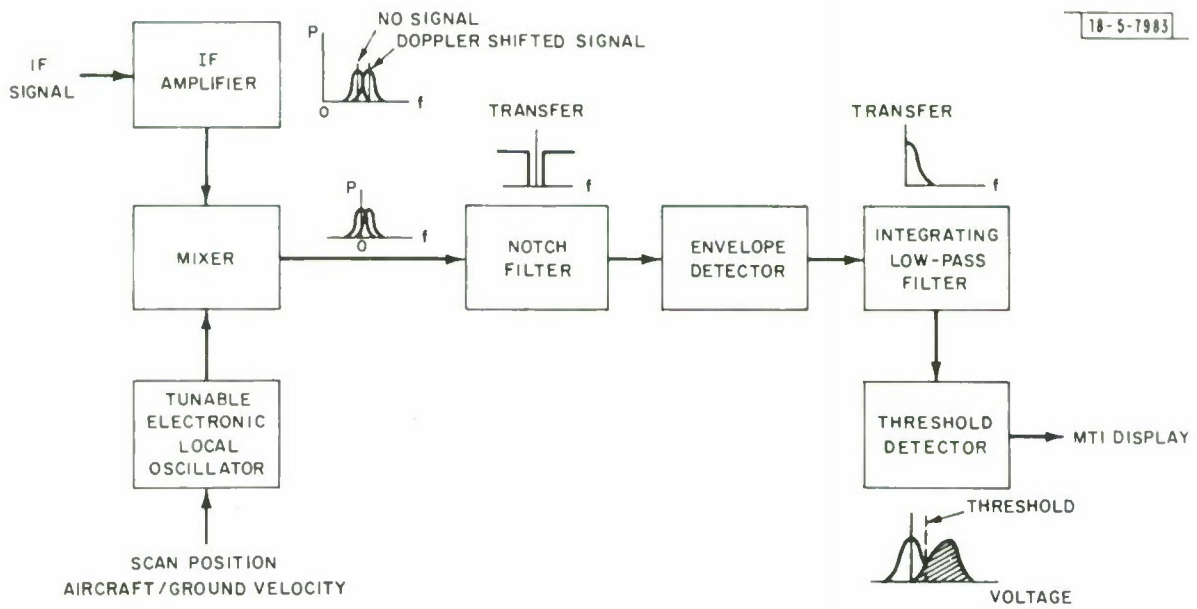 18-5-7983
IF
SIGNAL
IF
AMPLIFIER
P
NO SIGNAL
DOPPLER SHIFTED SIGNAL
0
f
MIXER
P
0
f
TRANSFER
f
NOTCH
FILTER
ENVELOPE
DETECTOR
TRANSFER
f
INTEGRATING
LOW-PASS
FILTER
TUNABLE
ELECTRONIC
LOCAL
OSCILLATOR
SCAN POSITION
AIRCRAFT/GROUND VELOCITY
THRESHOLD
DETECTOR
MTI DISPLAY
THRESHOLD
VOLTAGE